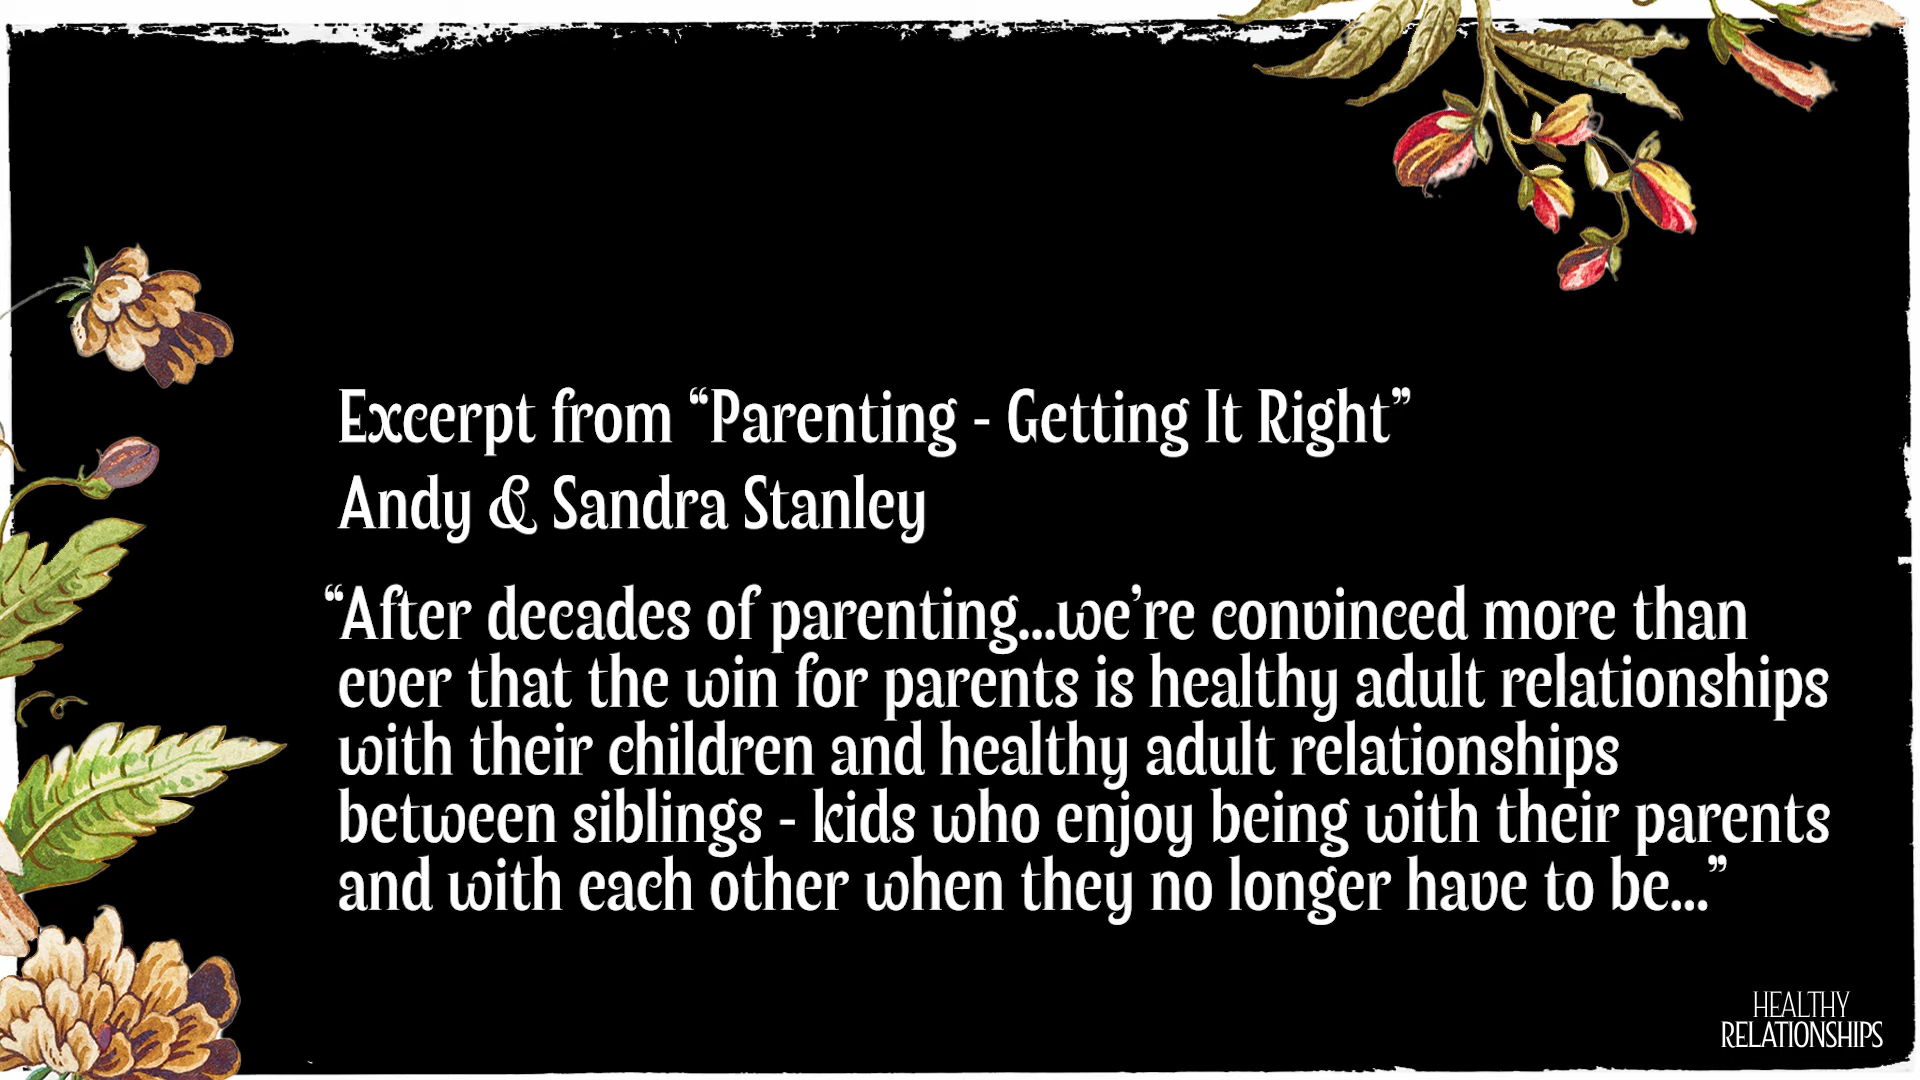 Excerpt from “Parenting - Getting It Right”
Andy & Sandra Stanley
“After decades of parenting...we’re convinced more than
ever that the win for parents is healthy adult relationships
with their children and healthy adult relationships
between siblings - kids who enjoy being with their parents
and with each other when they no longer have to be...”
HEALTHY
RELATIONSHIPS